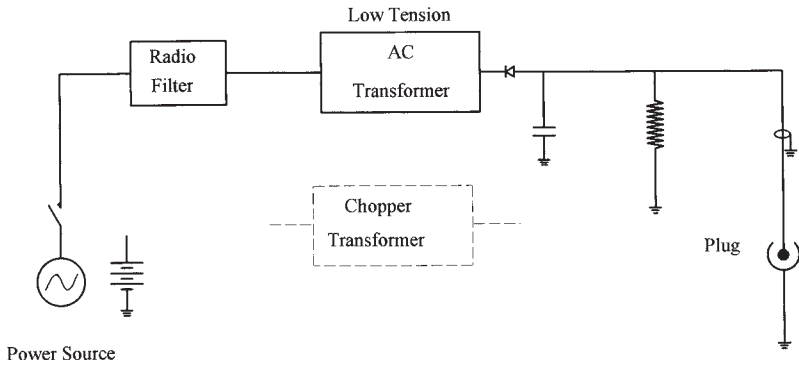 Low Tension
Radio
Filter
AC
Transformer
Chopper
Transformer
Plug
Power Source